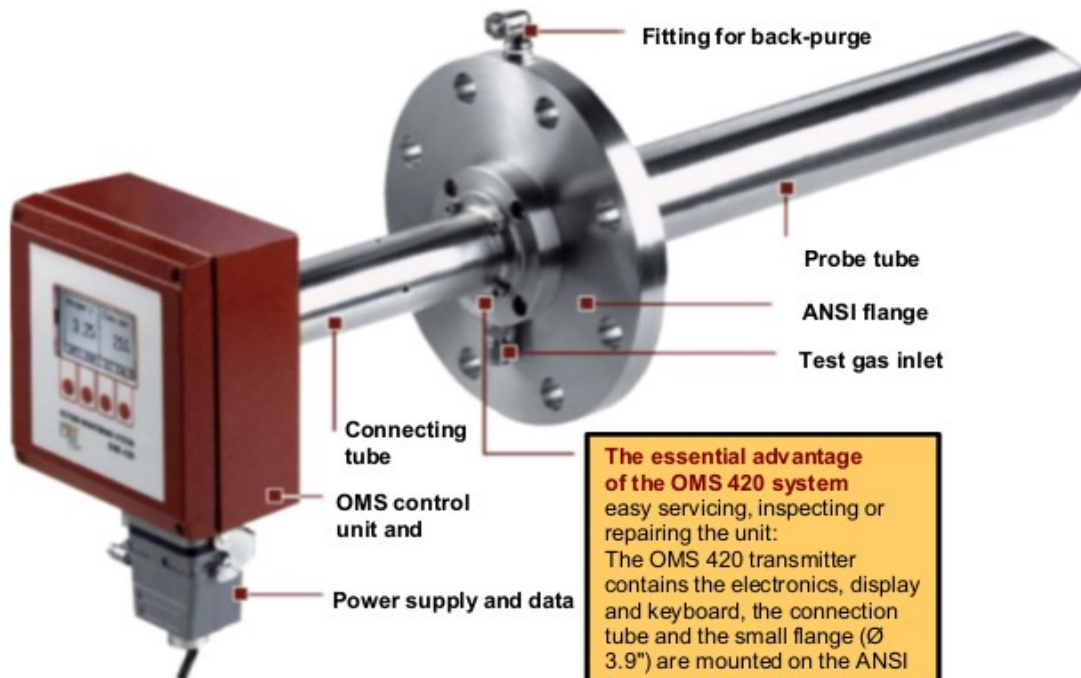 Fitting for back-purge
Probe tube
ANSI flange
Test gas inlet
Connecting
tube
OMS control
unit and
Power supply and data
The essential advantage
of the OMS 420 system
easy servicing, inspecting or
repairing the unit:
The OMS 420 transmitter
contains the electronics, display
and keyboard, the connection
tube and the small flange (Ø
3.9") are mounted on the ANSI
3.25